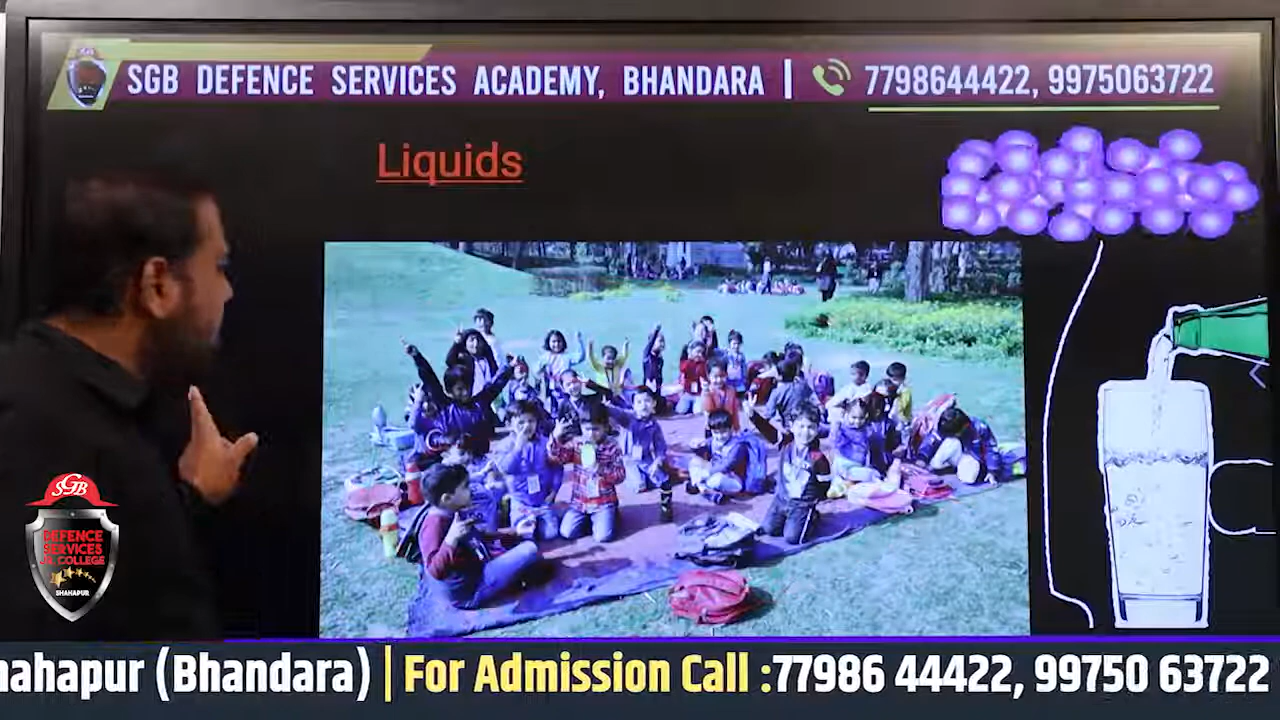 SGB DEFENCE SERVICES ACADEMY, BHANDARA | 7798644422, 9975063722
Liquids
SGB
DEFENCE
SERVICES
JR. COLLEGE
SHAHAPUR
hahapur (Bhandara) | For Admission Call :77986 44422, 99750 63722